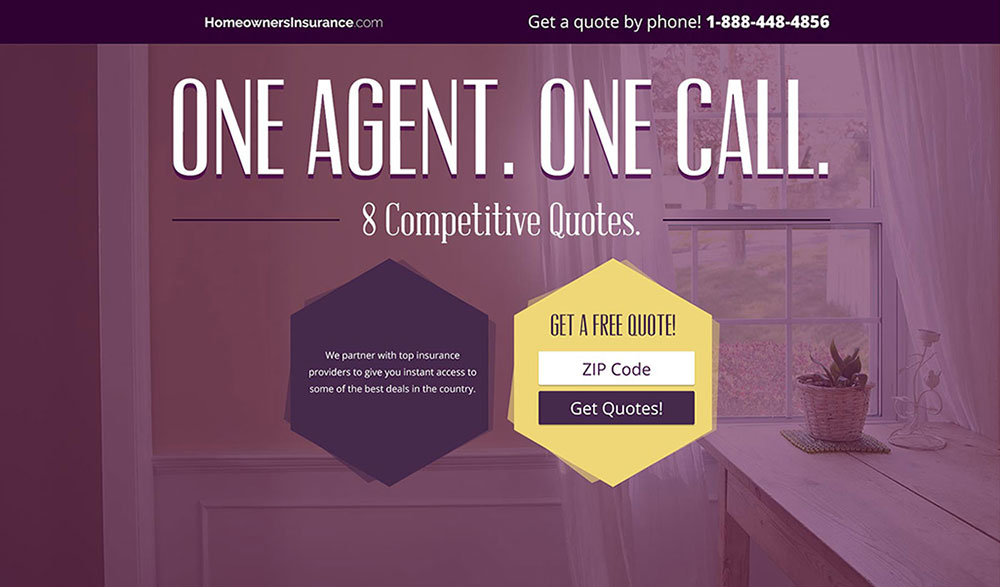 HomeownersInsurance.com
Get a quote by phone! 1-888-448-4856
ONE AGENT. ONE CALL.
8 Competitive Quotes.
We partner with top insurance
providers to give you instant access to
some of the best deals in the country.
GET A FREE QUOTE!
ZIP Code
Get Quotes!